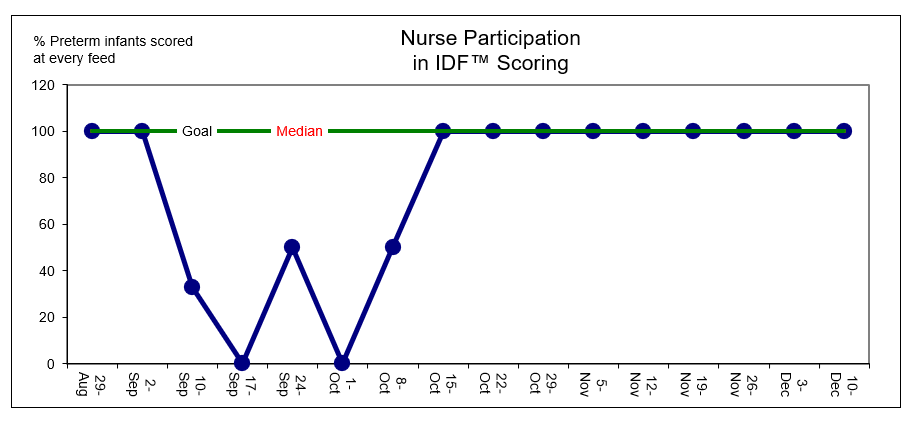 % Preterm infants scored
at every feed
Nurse Participation
in IDF™ Scoring
120
100
80
60
40
20
0
Goal
Median
29-
Aug
2-
Sep
10-
Sep
17-
Sep
24-
Sep
1-
Oct
8-
Oct
15-
Oct
22-
Oct
29-
Oct
5-
Nov
12-
Nov
19-
Nov
26-
Nov
3-
Dec
10-
Dec